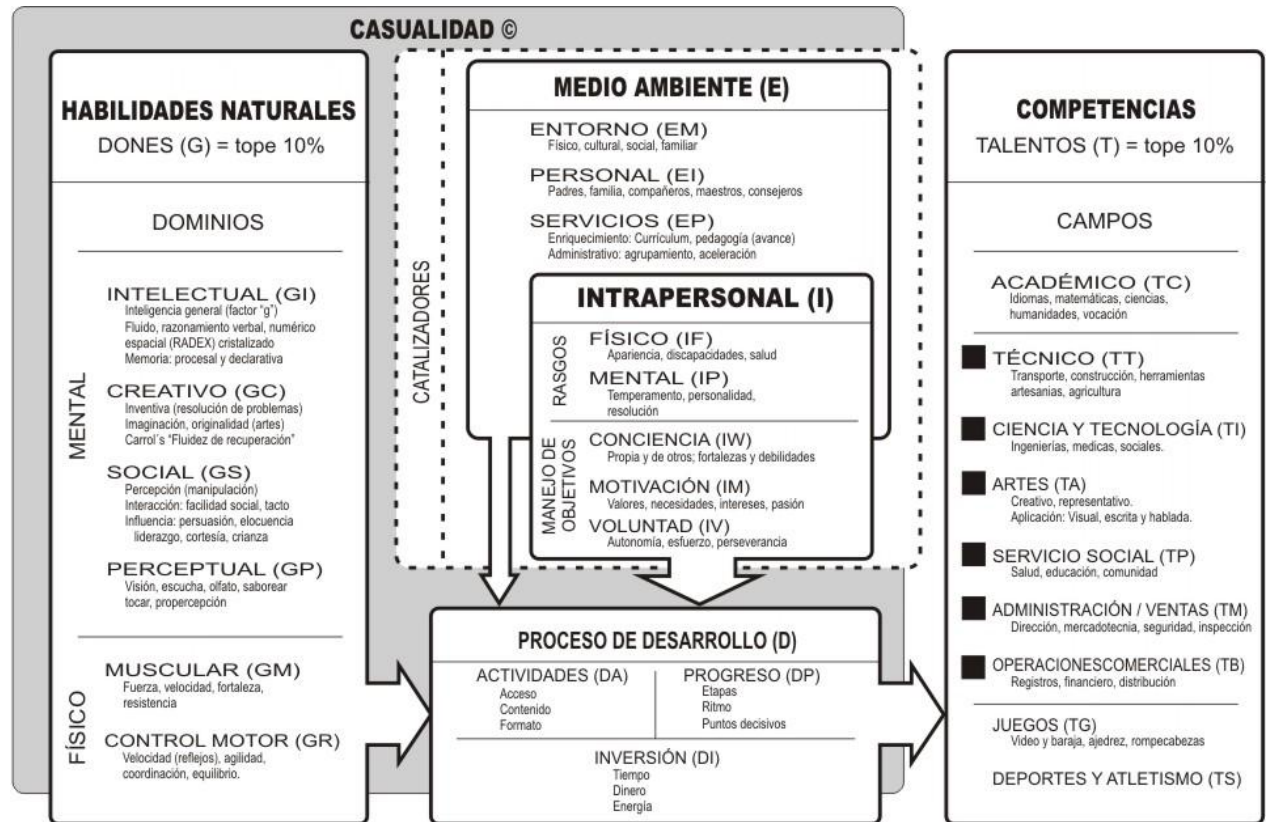 CASUALIDAD ©
HABILIDADES NATURALES
DONES (G) = tope 10%
DOMINIOS
MENTAL
INTELECTUAL (GI)
Inteligencia general (factor “g”)
Fluido, razonamiento verbal, numérico
espacial (RADEX) cristalizado
Memoria: procesal y declarativa
CREATIVO (GC)
Inventiva (resolución de problemas)
Imaginación, originalidad (artes)
Carrol´s “Fluidez de recuperación”
SOCIAL (GS)
Percepción (manipulación)
Interacción: facilidad social, tacto
Influencia: persuasión, elocuencia
liderazgo, cortesía, crianza
PERCEPTUAL (GP)
Visión, escucha, olfato, saborear
tocar, propercepción
FÍSICO
MUSCULAR (GM)
Fuerza, velocidad, fortaleza,
resistencia
CONTROL MOTOR (GR)
Velocidad (reflejos), agilidad,
coordinación, equilibrio.
CATALIZADORES
MEDIO AMBIENTE (E)
ENTORNO (EM)
Físico, cultural, social, familiar
PERSONAL (EI)
Padres, familia, compañeros, maestros, consejeros
SERVICIOS (EP)
Enriquecimiento: Currículum, pedagogía (avance)
Administrativo: agrupamiento, aceleración
INTRAPERSONAL (I)
RASGOS
FÍSICO (IF)
Apariencia, discapacidades, salud
MENTAL (IP)
Temperamento, personalidad,
resolución
MANEJO DE
OBJETIVOS
CONCIENCIA (IW)
Propia y de otros; fortalezas y debilidades
MOTIVACIÓN (IM)
Valores, necesidades, intereses, pasión
VOLUNTAD (IV)
Autonomía, esfuerzo, perseverancia
PROCESO DE DESARROLLO (D)
ACTIVIDADES (DA)
Acceso
Contenido
Formato
PROGRESO (DP)
Etapas
Ritmo
Puntos decisivos
INVERSIÓN (DI)
Tiempo
Dinero
Energía
COMPETENCIAS
TALENTOS (T) = tope 10%
CAMPOS
ACADÉMICO (TC)
Idiomas, matemáticas, ciencias,
humanidades, vocación
TÉCNICO (TT)
Transporte, construcción, herramientas
artesanias, agricultura
CIENCIA Y TECNOLOGÍA (TI)
Ingenierías, medicas, sociales.
ARTES (TA)
Creativo, representativo.
Aplicación: Visual, escrita y hablada.
SERVICIO SOCIAL (TP)
Salud, educación, comunidad
ADMINISTRACIÓN / VENTAS (TM)
Dirección, mercadotecnia, seguridad, inspección
OPERACIONESCOMERCIALES (TB)
Registros, financiero, distribución
JUEGOS (TG)
Video y baraja, ajedrez, rompecabezas
DEPORTES Y ATLETISMO (TS)